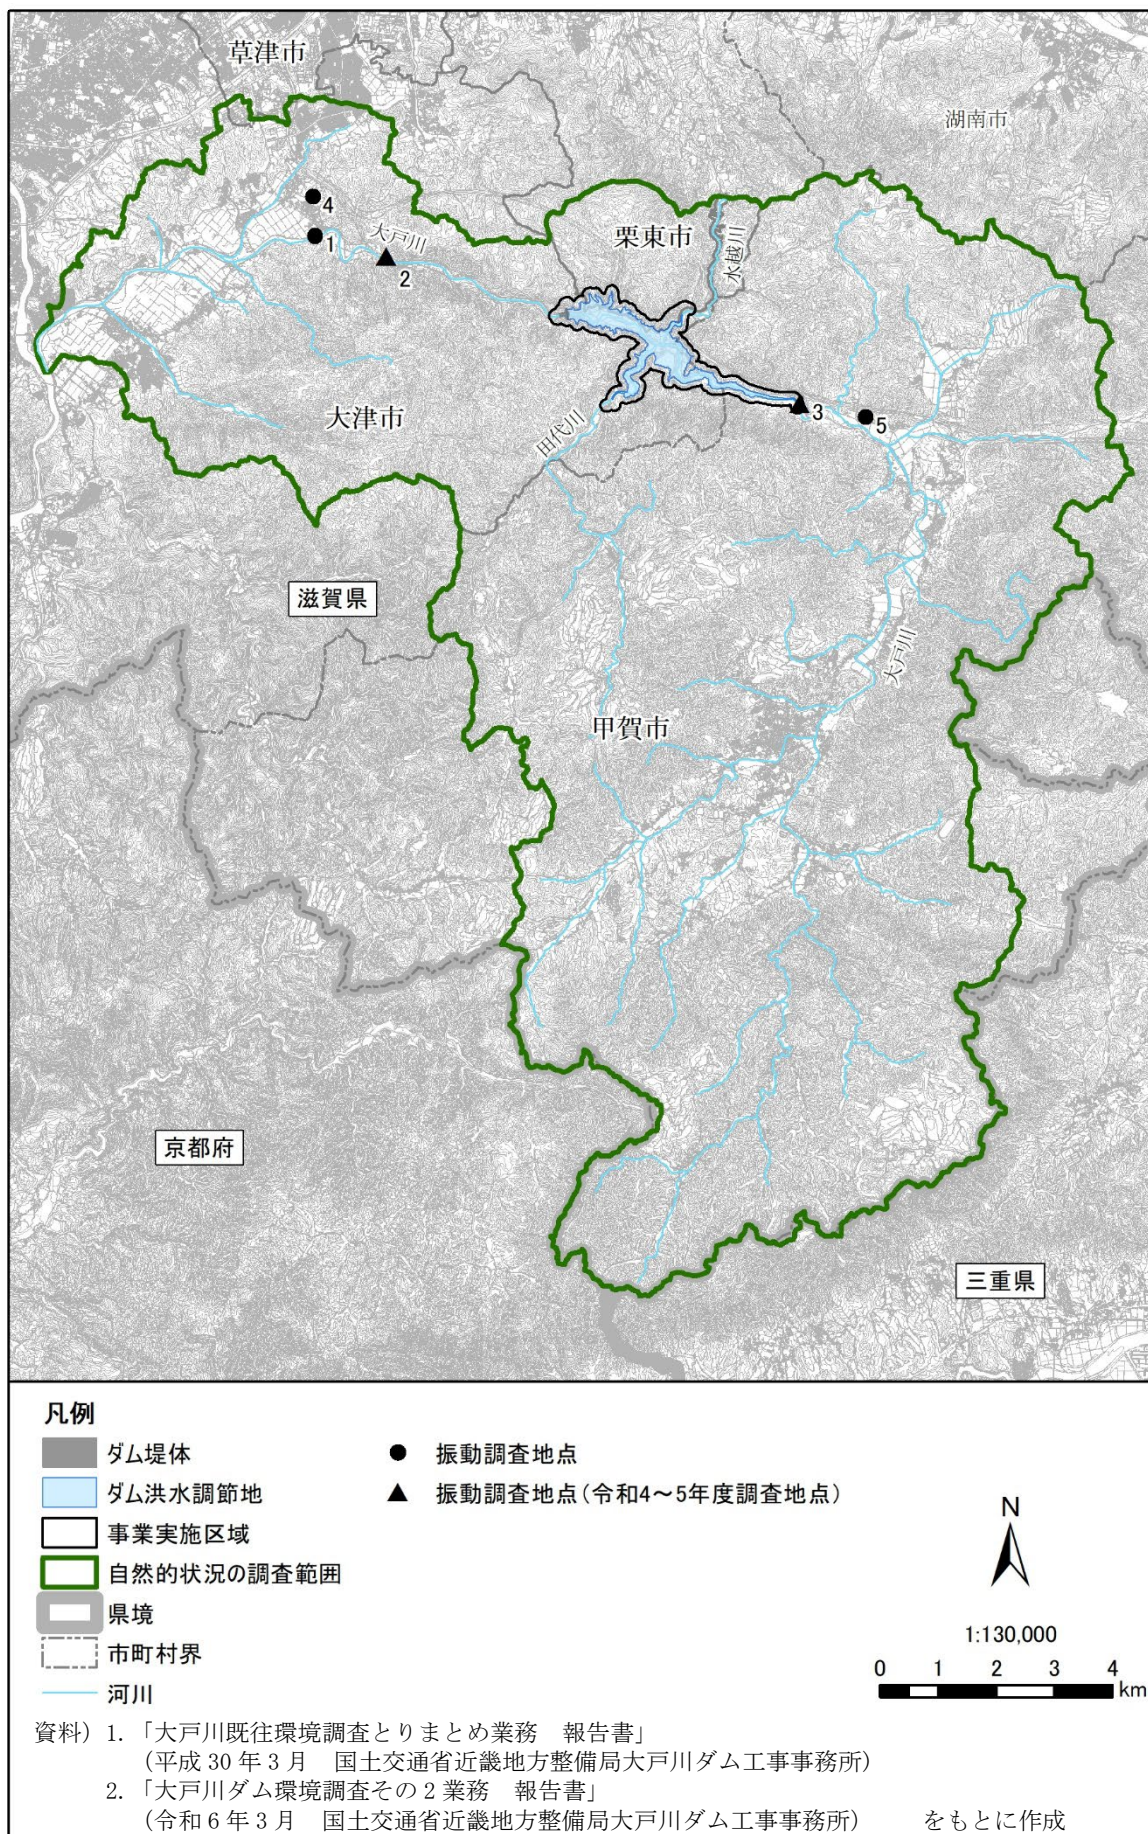 草津市
湖南市
4
栗東市
1
大戸川
水越川
2
大津市
3
5
田代川
滋賀県
大戸川
甲賀市
京都府
三重県
凡例
ダム堤体
ダム洪水調節地
事業実施区域
自然的状況の調査範囲
県境
市町村界
河川
振動調査地点
振動調査地点(令和4～5年度調査地点)
N
1:130,000
0 1 2 3 4
km
資料) 1. 「大戸川既往環境調査とりまとめ業務　報告書」
(平成 30 年 3 月　国土交通省近畿地方整備局大戸川ダム工事事務所)
2. 「大戸川ダム環境調査その 2 業務　報告書」
(令和 6 年 3 月　国土交通省近畿地方整備局大戸川ダム工事事務所)　　をもとに作成